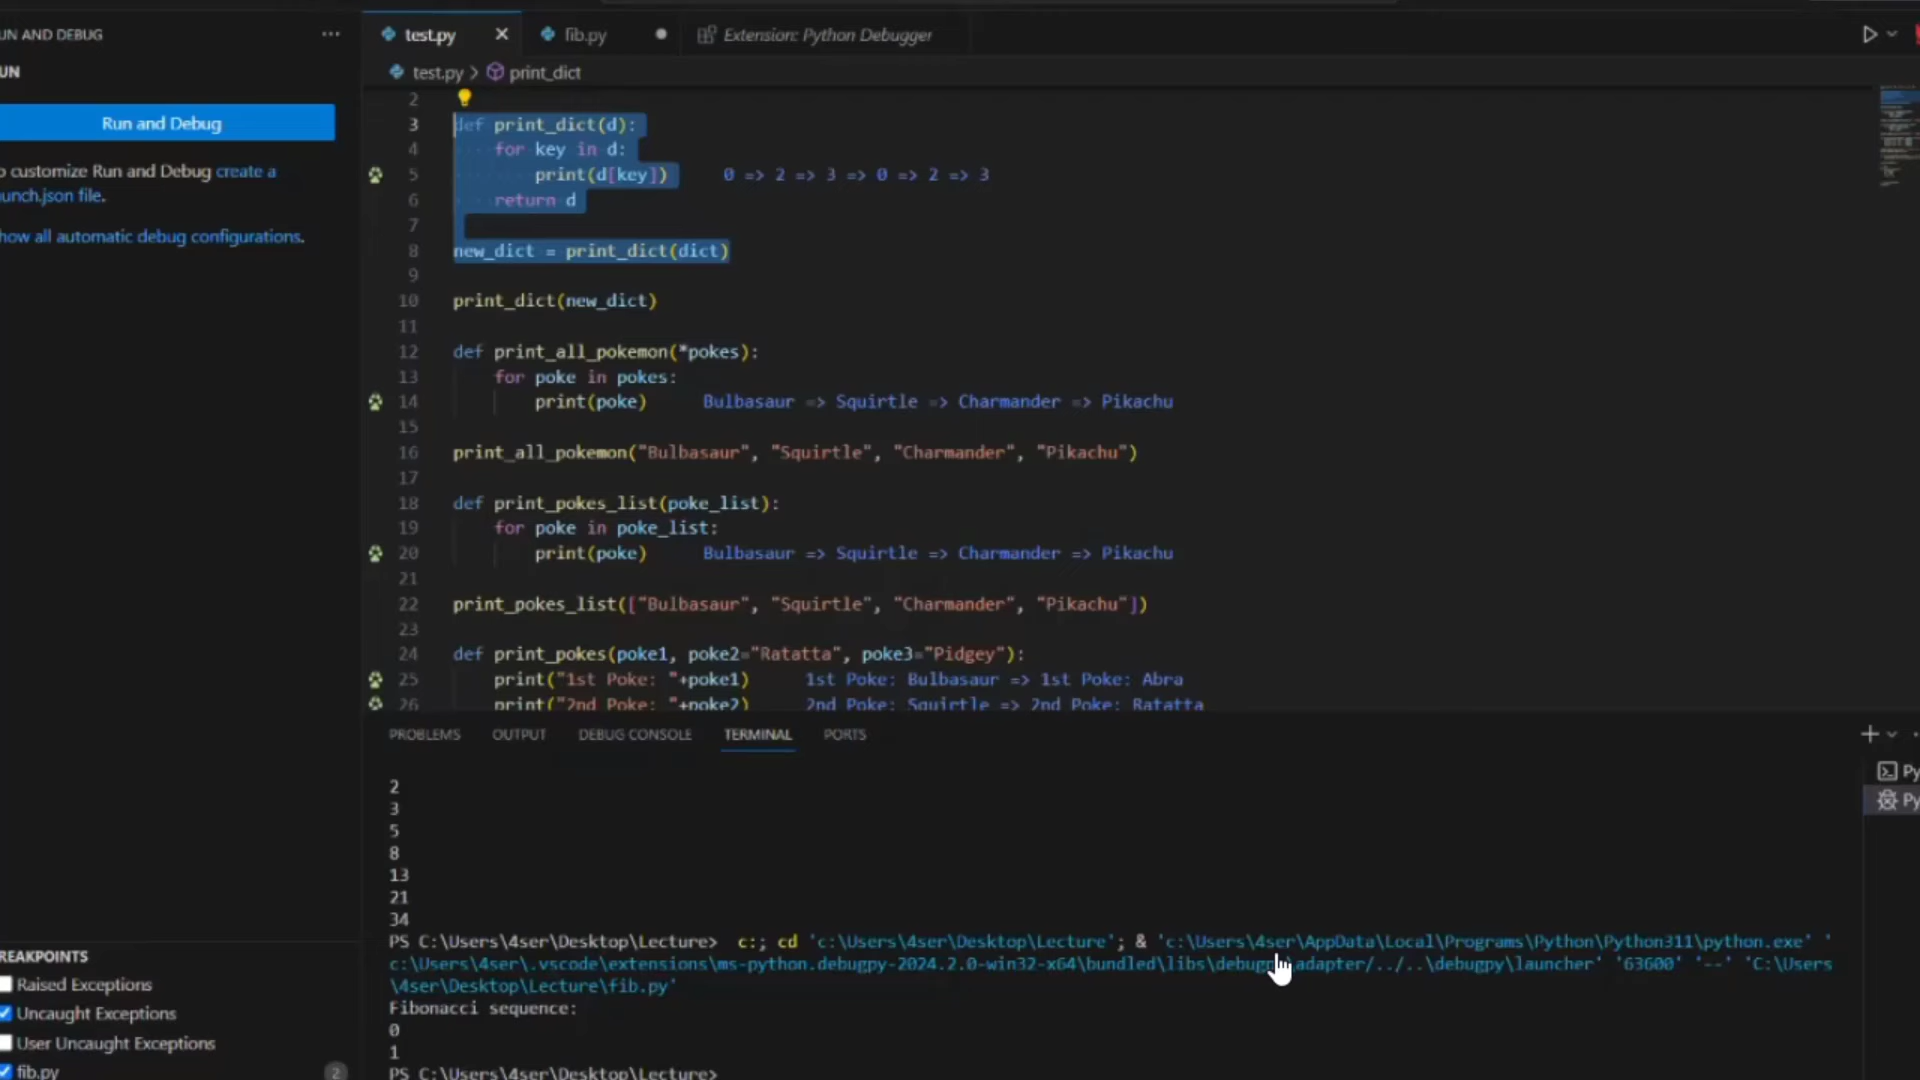 UN AND DEBUG
test.py
fib.py
Extension: Python Debugger
UN
test.py > print_dict
Run and Debug
o customize Run and Debug create a
unch.json file.
how all automatic debug configurations.
2
3 def print_dict(d):
4 for key in d:
5 print(d[key]) 0 => 2 => 3 => 0 => 2 => 3
6 return d
7
8 new_dict = print_dict(dict)
9
10 print_dict(new_dict)
11
12 def print_all_pokemon(*pokes):
13 for poke in pokes:
14 print(poke) Bulbasaur => Squirtle => Charmander => Pikachu
15
16 print_all_pokemon("Bulbasaur", "Squirtle", "Charmander", "Pikachu")
17
18 def print_pokes_list(poke_list):
19 for poke in poke_list:
20 print(poke) Bulbasaur => Squirtle => Charmander => Pikachu
21
22 print_pokes_list(["Bulbasaur", "Squirtle", "Charmander", "Pikachu"])
23
24 def print_pokes(poke1, poke2="Ratatta", poke3="Pidgey"):
25 print("1st Poke: "+poke1) 1st Poke: Bulbasaur => 1st Poke: Abra
26 print("2nd Poke: "+poke2) 2nd Poke: Squirtle => 2nd Poke: Ratatta
PROBLEMS OUTPUT DEBUG CONSOLE TERMINAL PORTS
Py
Py
2
3
5
8
13
21
34
PS C:\Users\4ser\Desktop\Lecture> c:; cd 'c:\Users\4ser\Desktop\Lecture'; & 'c:\Users\4ser\AppData\Local\Programs\Python\Python311\python.exe' '
c:\Users\4ser\.vscode\extensions\ms-python.debugpy-2024.2.0-win32-x64\bundled\libs\debugpy\adapter/../..\debugpy\launcher' '63600' '--' 'C:\Users
\4ser\Desktop\Lecture\fib.py'
Fibonacci sequence:
0
1
PS C:\Users\4ser\Desktop\Lecture>
REAKPOINTS
Raised Exceptions
Uncaught Exceptions
User Uncaught Exceptions
fib.py 2